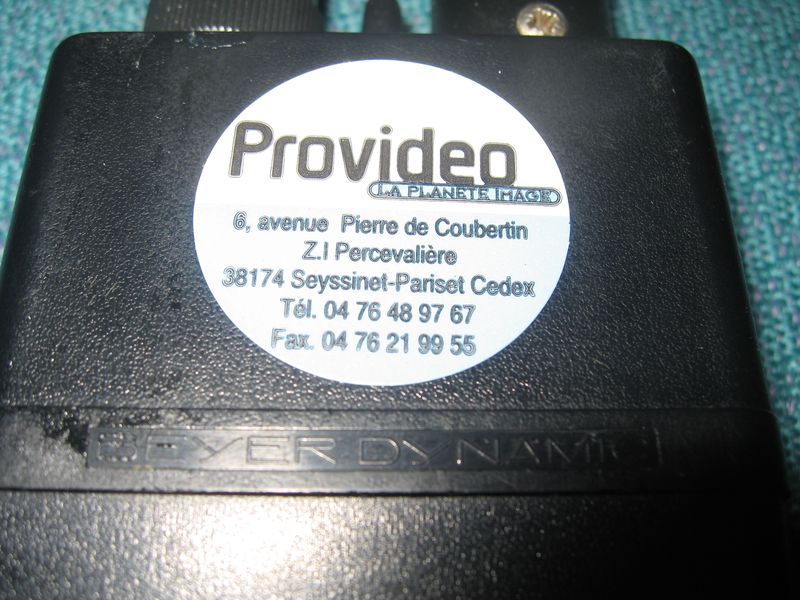 Provideo
LA PLANETE IMAGE
6, avenue Pierre de Coubertin
Z.I Percevalière
38174 Seyssinet-Pariset Cedex
Tél. 04 76 48 97 67
Fax. 04 76 21 99 55
BEYER DYNAMIC